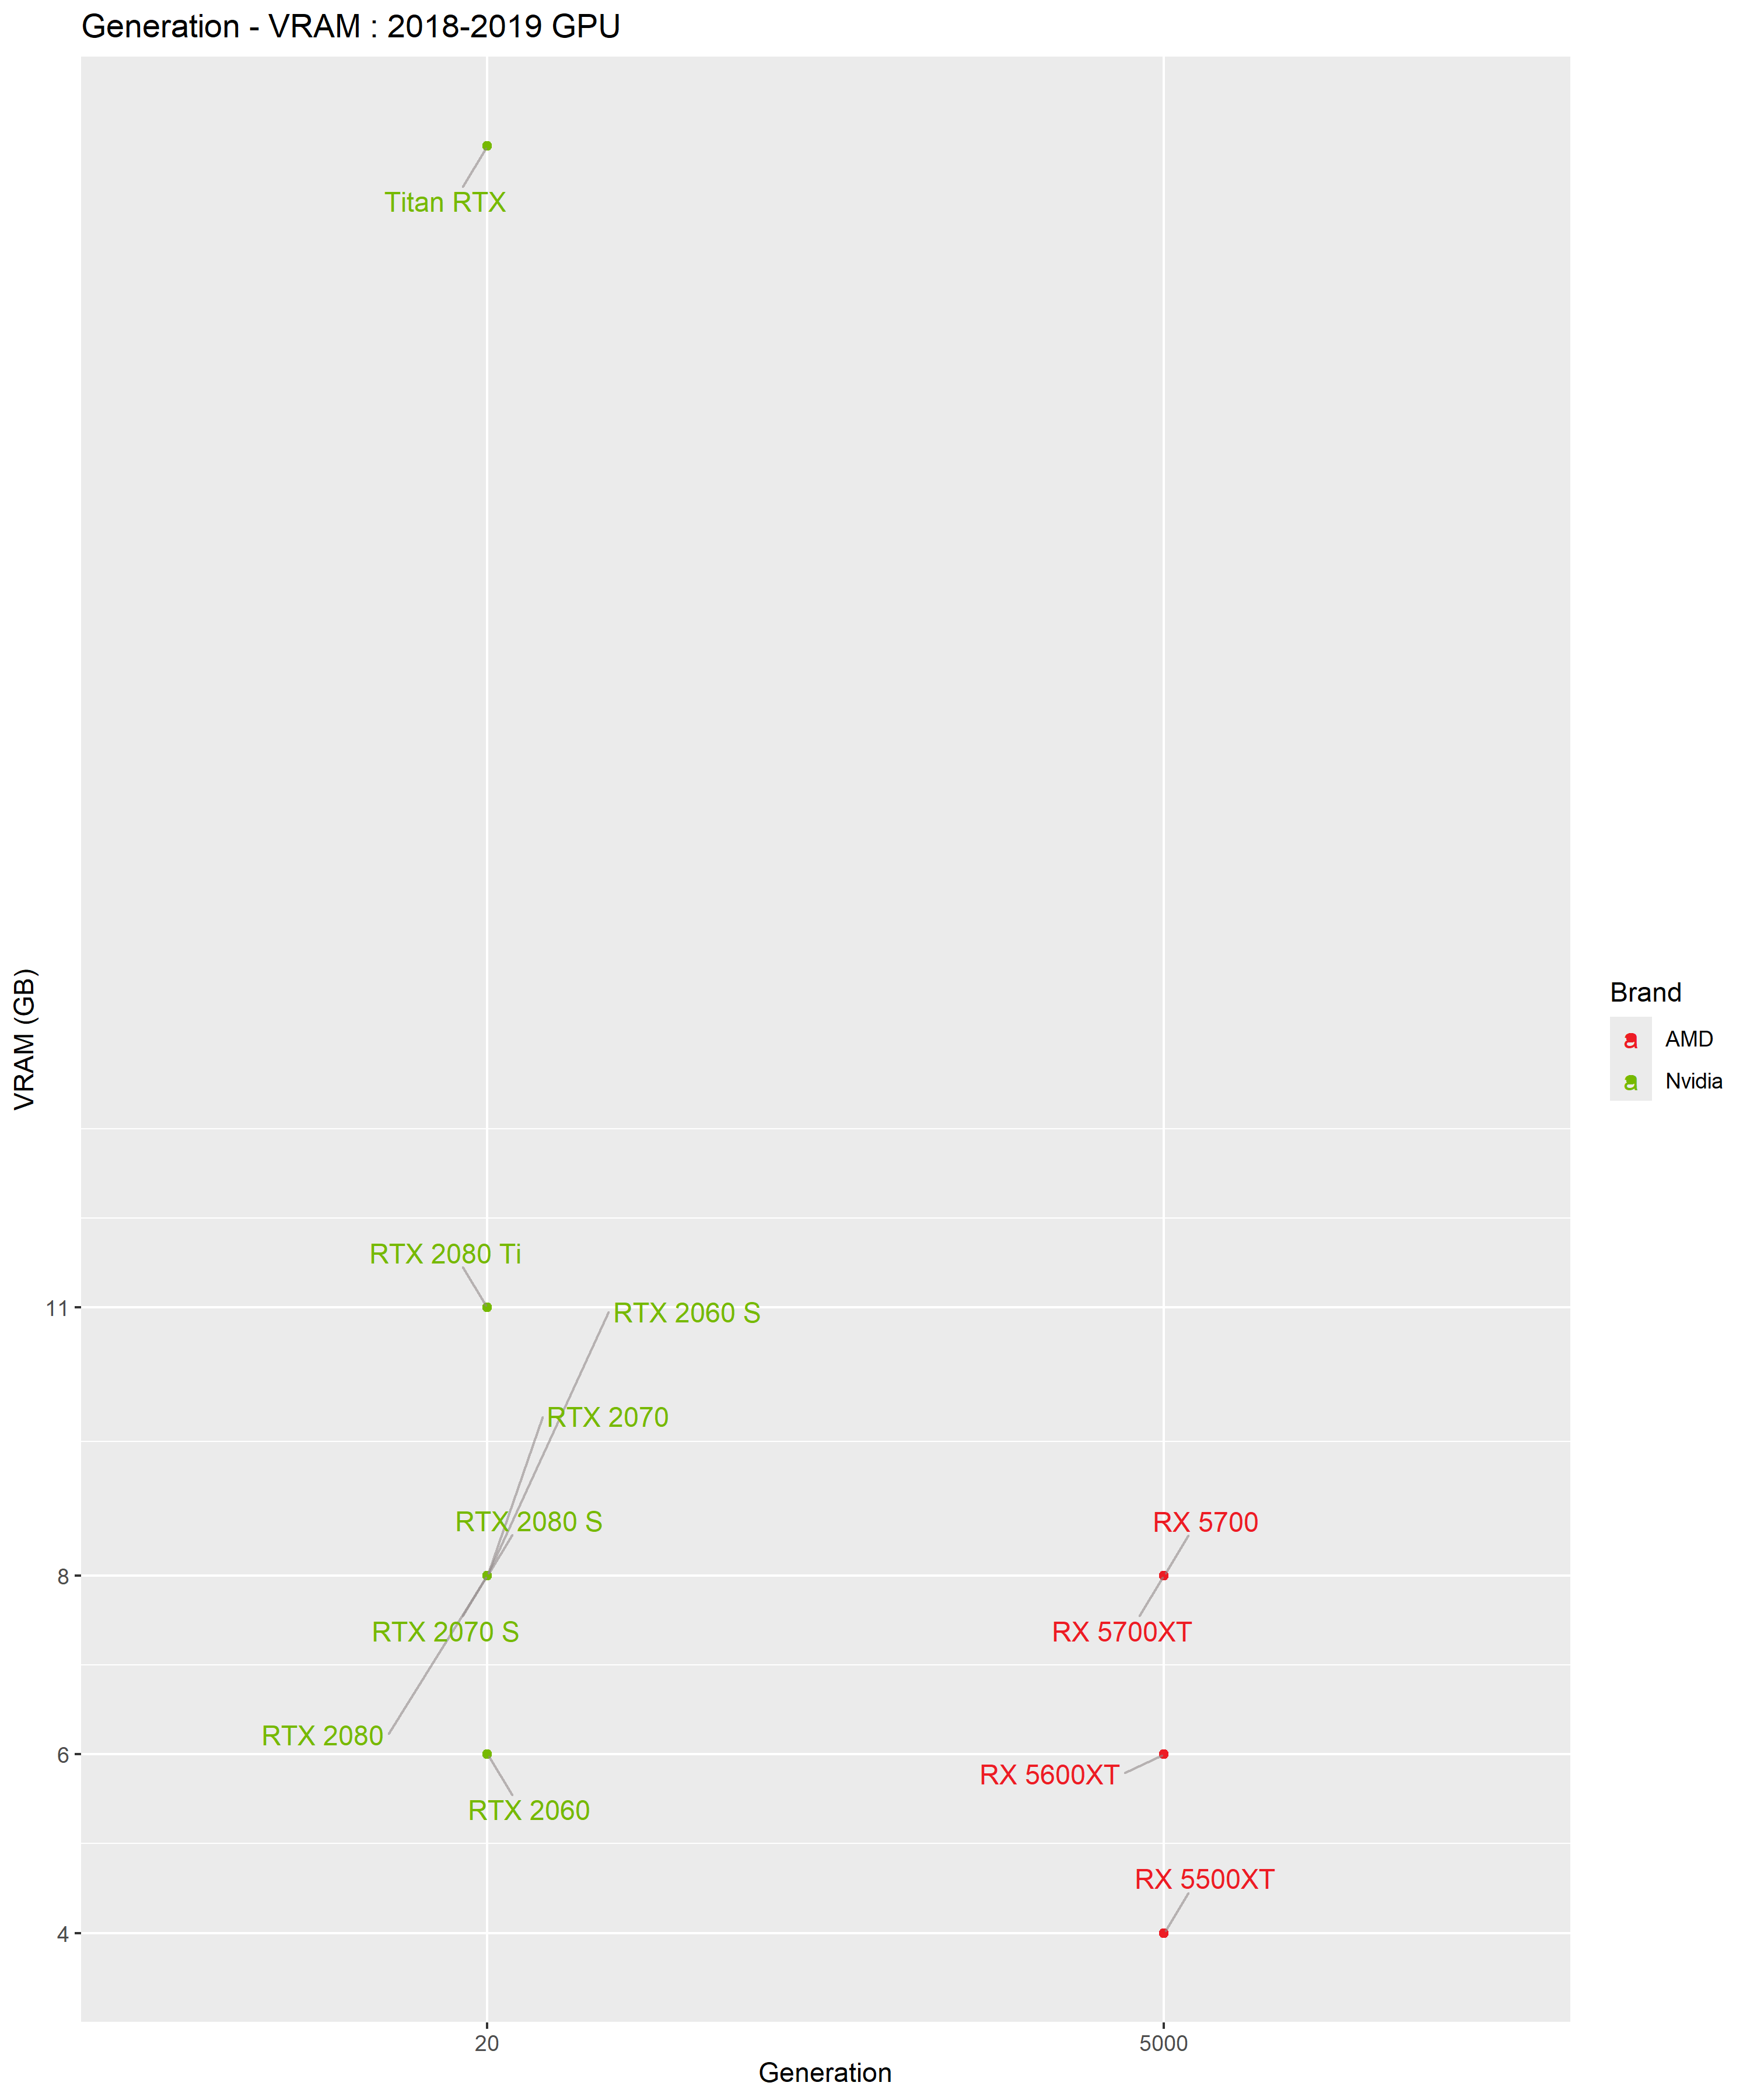 Generation - VRAM : 2018-2019 GPU
Titan RTX
VRAM (GB)
Brand
AMD
Nvidia
RTX 2080 Ti
11
RTX 2060 S
RTX 2070
RTX 2080 S
RX 5700
8
RTX 2070 S
RX 5700XT
RTX 2080
6
RX 5600XT
RTX 2060
RX 5500XT
4
20
5000
Generation